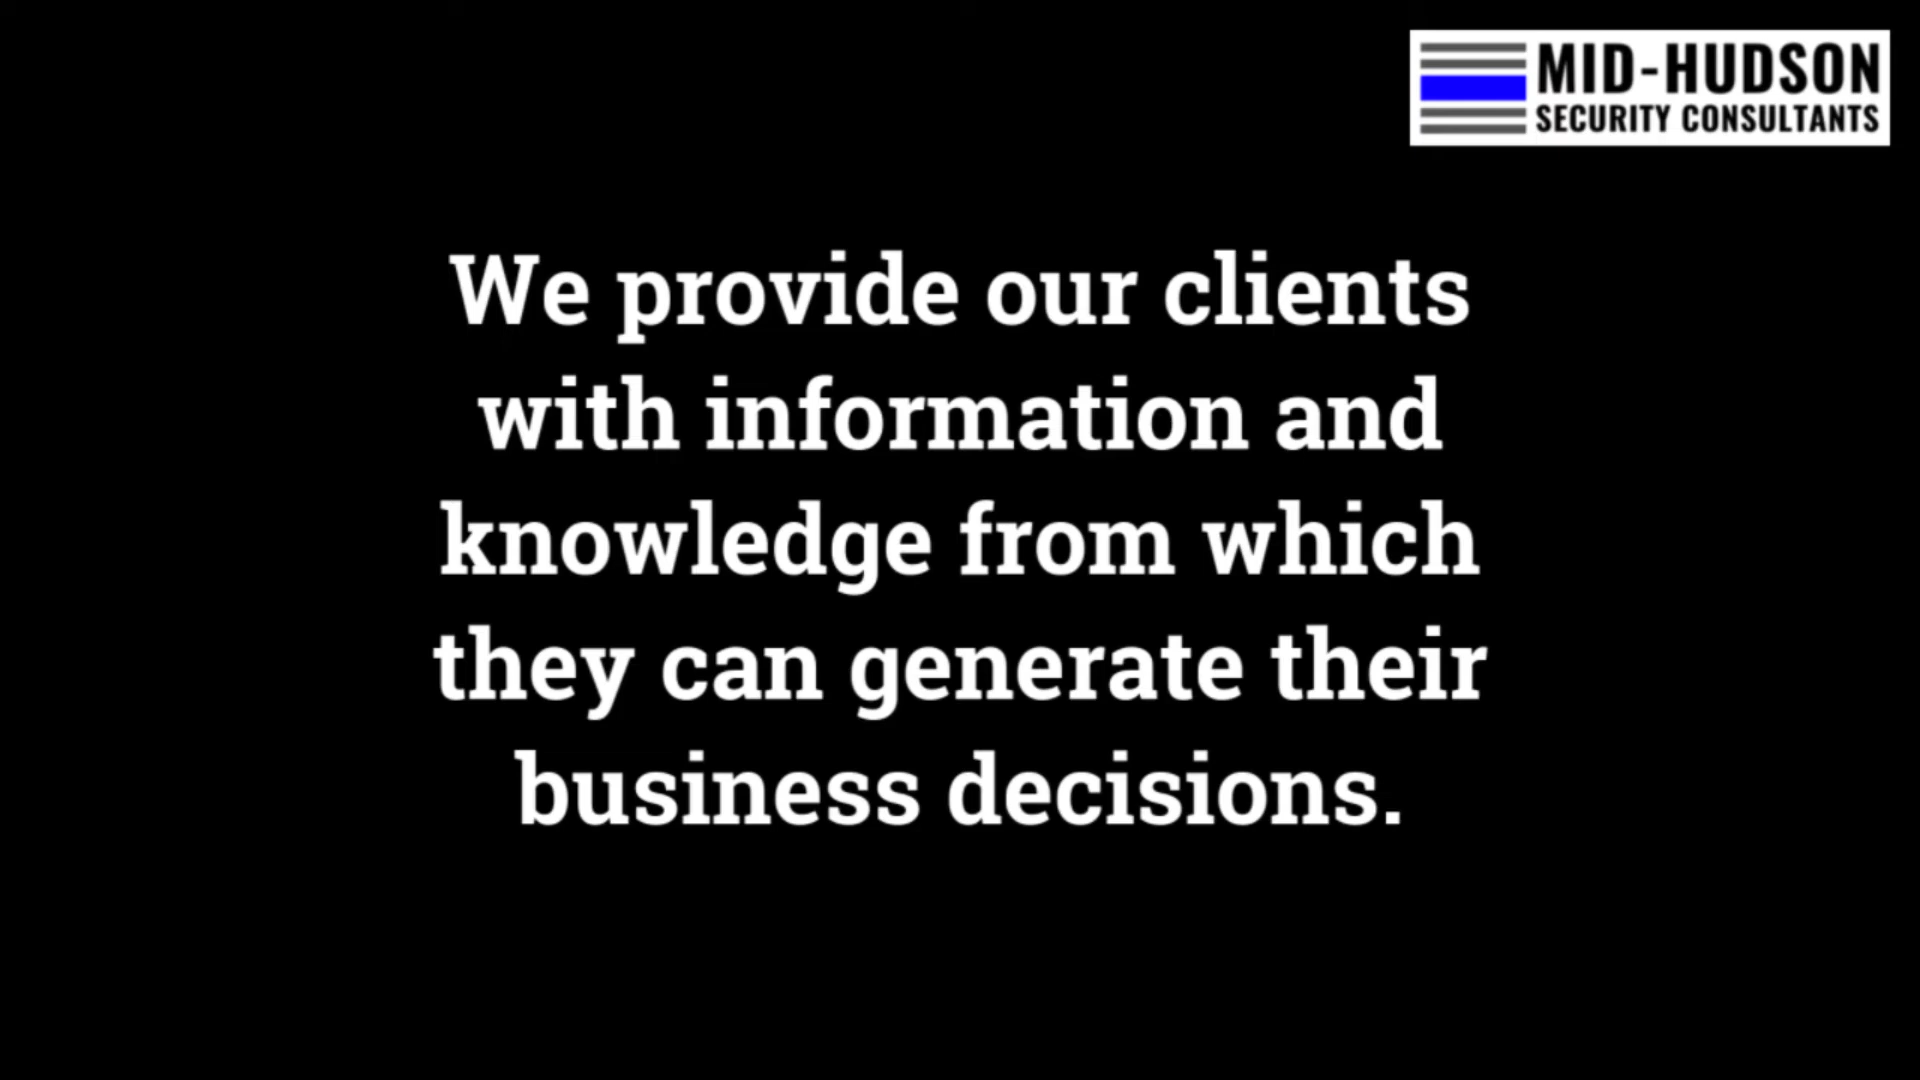 MID-HUDSON
SECURITY CONSULTANTS
We provide our clients
with information and
knowledge from which
they can generate their
business decisions.